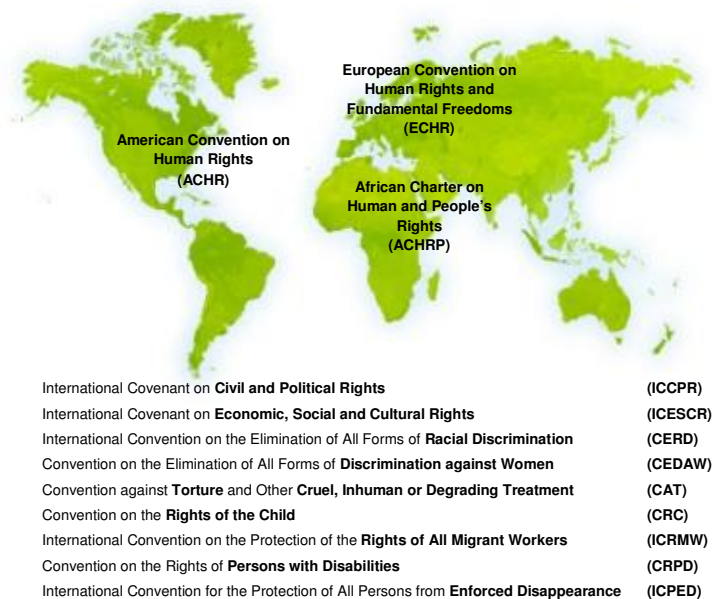 European Convention on
Human Rights and
Fundamental Freedoms
(ECHR)
American Convention on
Human Rights
(ACHR)
African Charter on
Human and People's
Rights
(ACHRP)
International Covenant on Civil and Political Rights (ICCPR)
International Covenant on Economic, Social and Cultural Rights (ICESCR)
International Convention on the Elimination of All Forms of Racial Discrimination (CERD)
Convention on the Elimination of All Forms of Discrimination against Women (CEDAW)
Convention against Torture and Other Cruel, Inhuman or Degrading Treatment (CAT)
Convention on the Rights of the Child (CRC)
International Convention on the Protection of the Rights of All Migrant Workers (ICRMW)
Convention on the Rights of Persons with Disabilities (CRPD)
International Convention for the Protection of All Persons from Enforced Disappearance (ICPED)